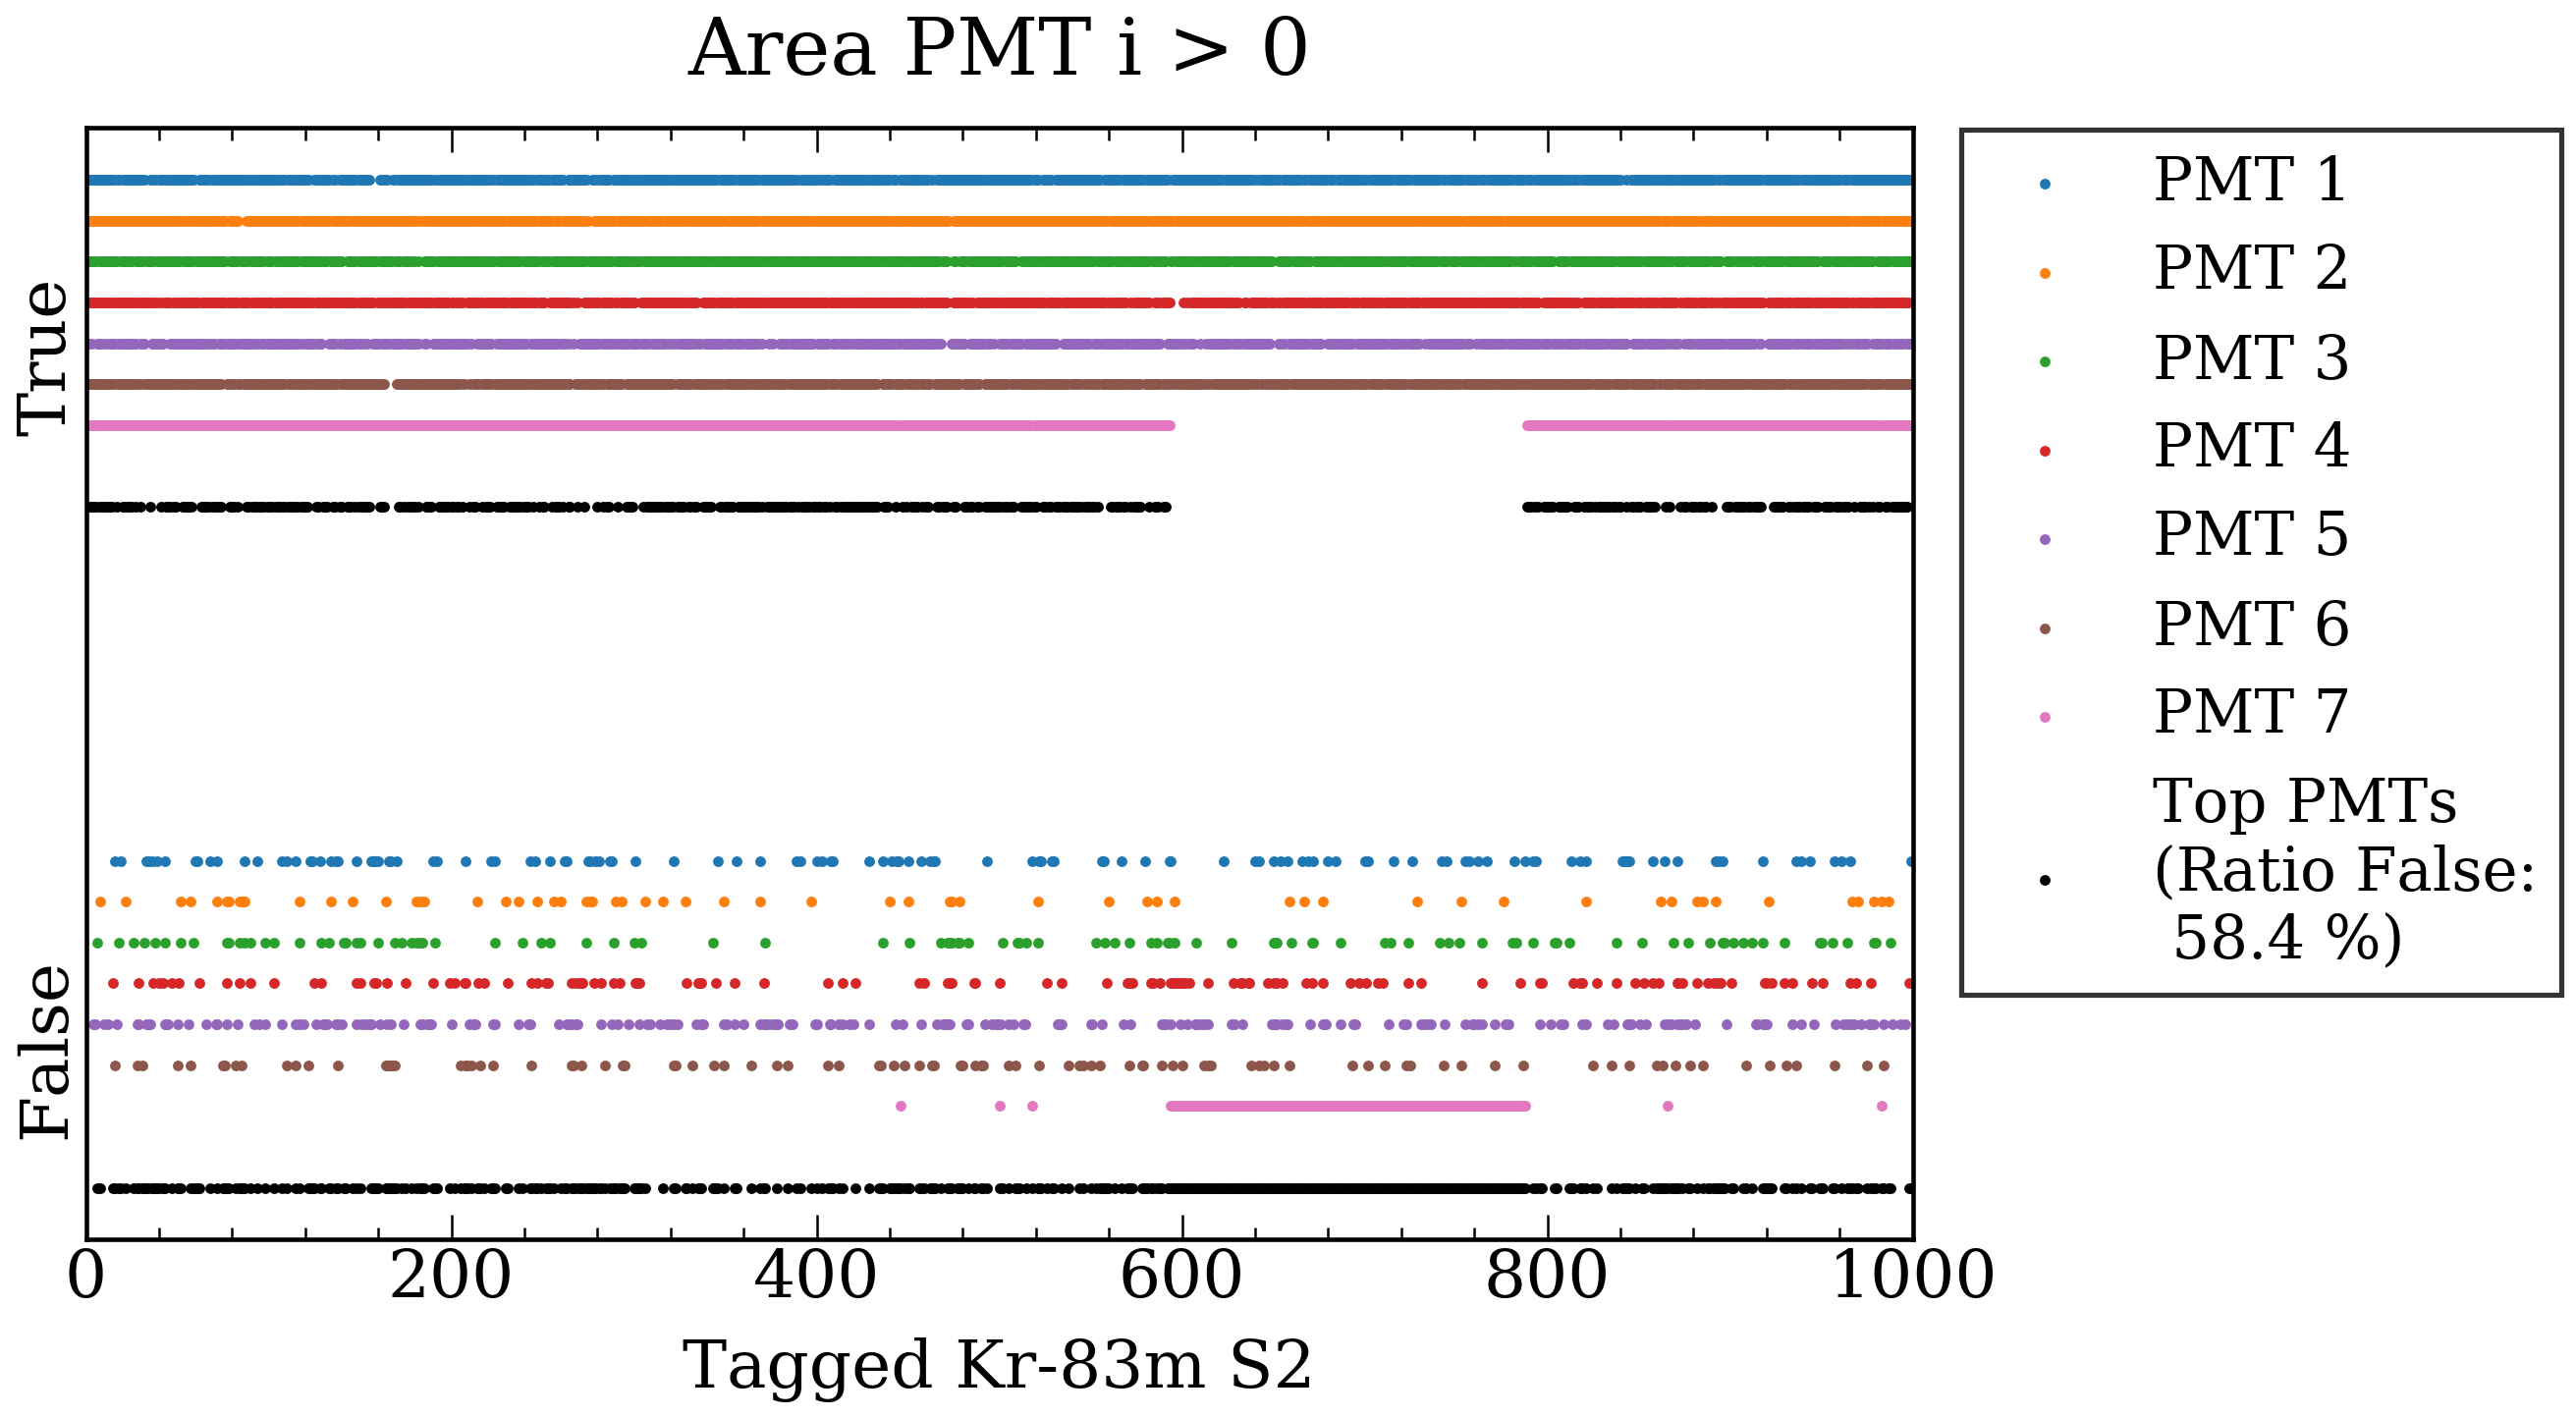 Area PMT i > 0
True
False
0 200 400 600 800 1000
Tagged Kr-83m S2
PMT 1
PMT 2
PMT 3
PMT 4
PMT 5
PMT 6
PMT 7
Top PMTs
(Ratio False:
58.4 %)